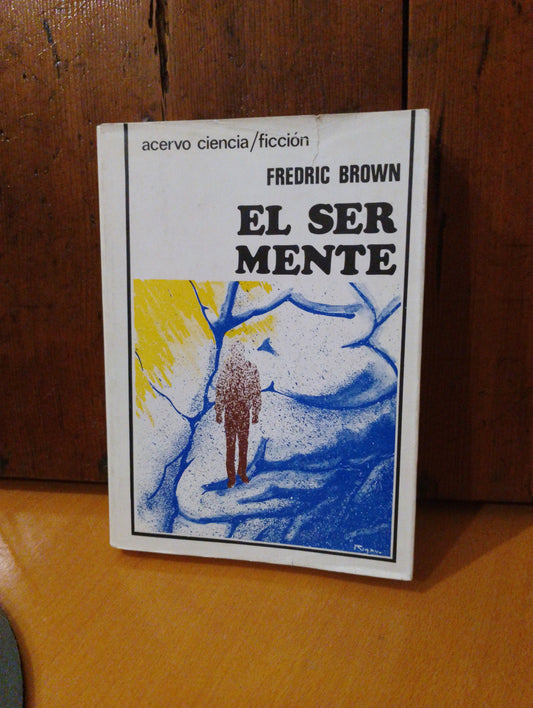 acervo ciencia/ficción
FREDRIC BROWN
EL SER
MENTE